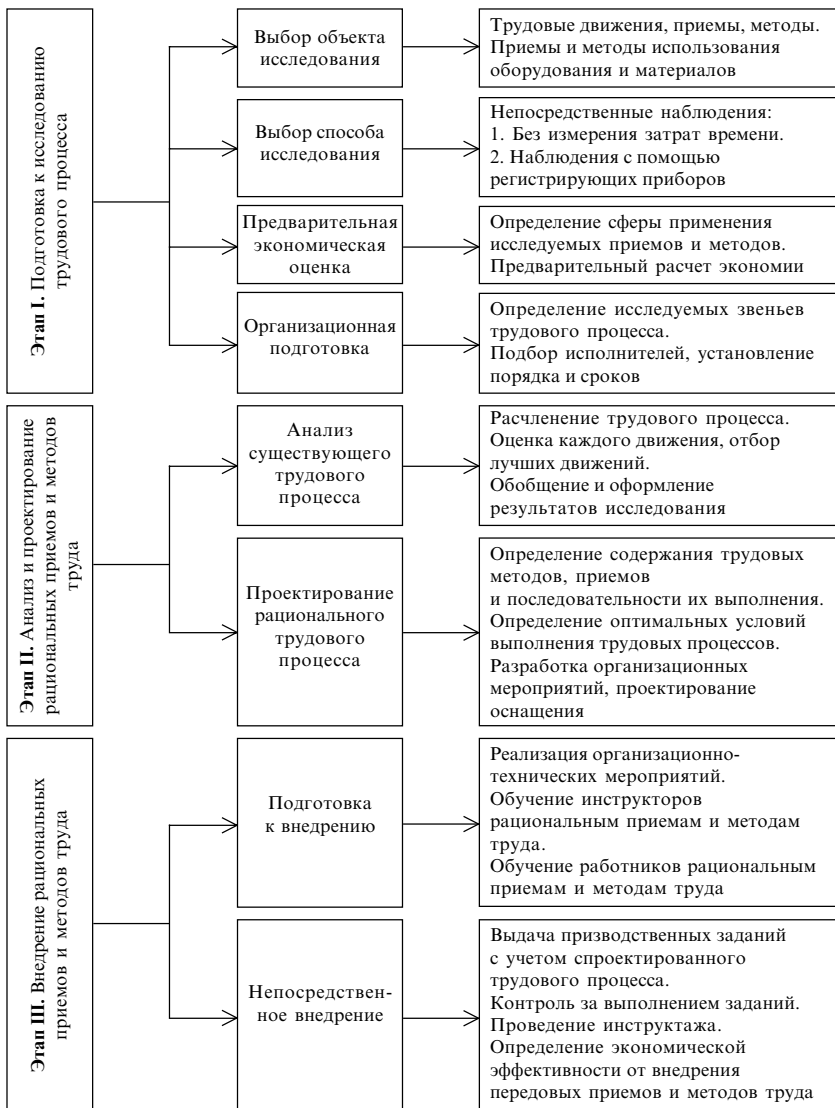 Этап I. Подготовка к исследованию
трудового процесса
Выбор объекта
исследования
Трудовые движения, приемы, методы.
Приемы и методы использования
оборудования и материалов
Выбор способа
исследования
Непосредственные наблюдения:
1. Без измерения затрат времени.
2. Наблюдения с помощью
регистрирующих приборов
Предварительная
экономическая
оценка
Определение сферы применения
исследуемых приемов и методов.
Предварительный расчет экономии
Организационная
подготовка
Определение исследуемых звеньев
трудового процесса.
Подбор исполнителей, установление
порядка и сроков
Этап II. Анализ и проектирование
рациональных приемов и методов
труда
Анализ
существующего
трудового
процесса
Расчленение трудового процесса.
Оценка каждого движения, отбор
лучших движений.
Обобщение и оформление
результатов исследования
Проектирование
рационального
трудового
процесса
Определение содержания трудовых
методов, приемов
и последовательности их выполнения.
Определение оптимальных условий
выполнения трудовых процессов.
Разработка организационных
мероприятий, проектирование
оснащения
Этап III. Внедрение рациональных
приемов и методов труда
Подготовка
к внедрению
Реализация организационно-
технических мероприятий.
Обучение инструкторов
рациональным приемам и методам
труда.
Обучение работников рациональным
приемам и методам труда
Непосредствен-
ное внедрение
Выдача призводственных заданий
с учетом спроектированного
трудового процесса.
Контроль за выполнением заданий.
Проведение инструктажа.
Определение экономической
эффективности от внедрения
передовых приемов и методов труда